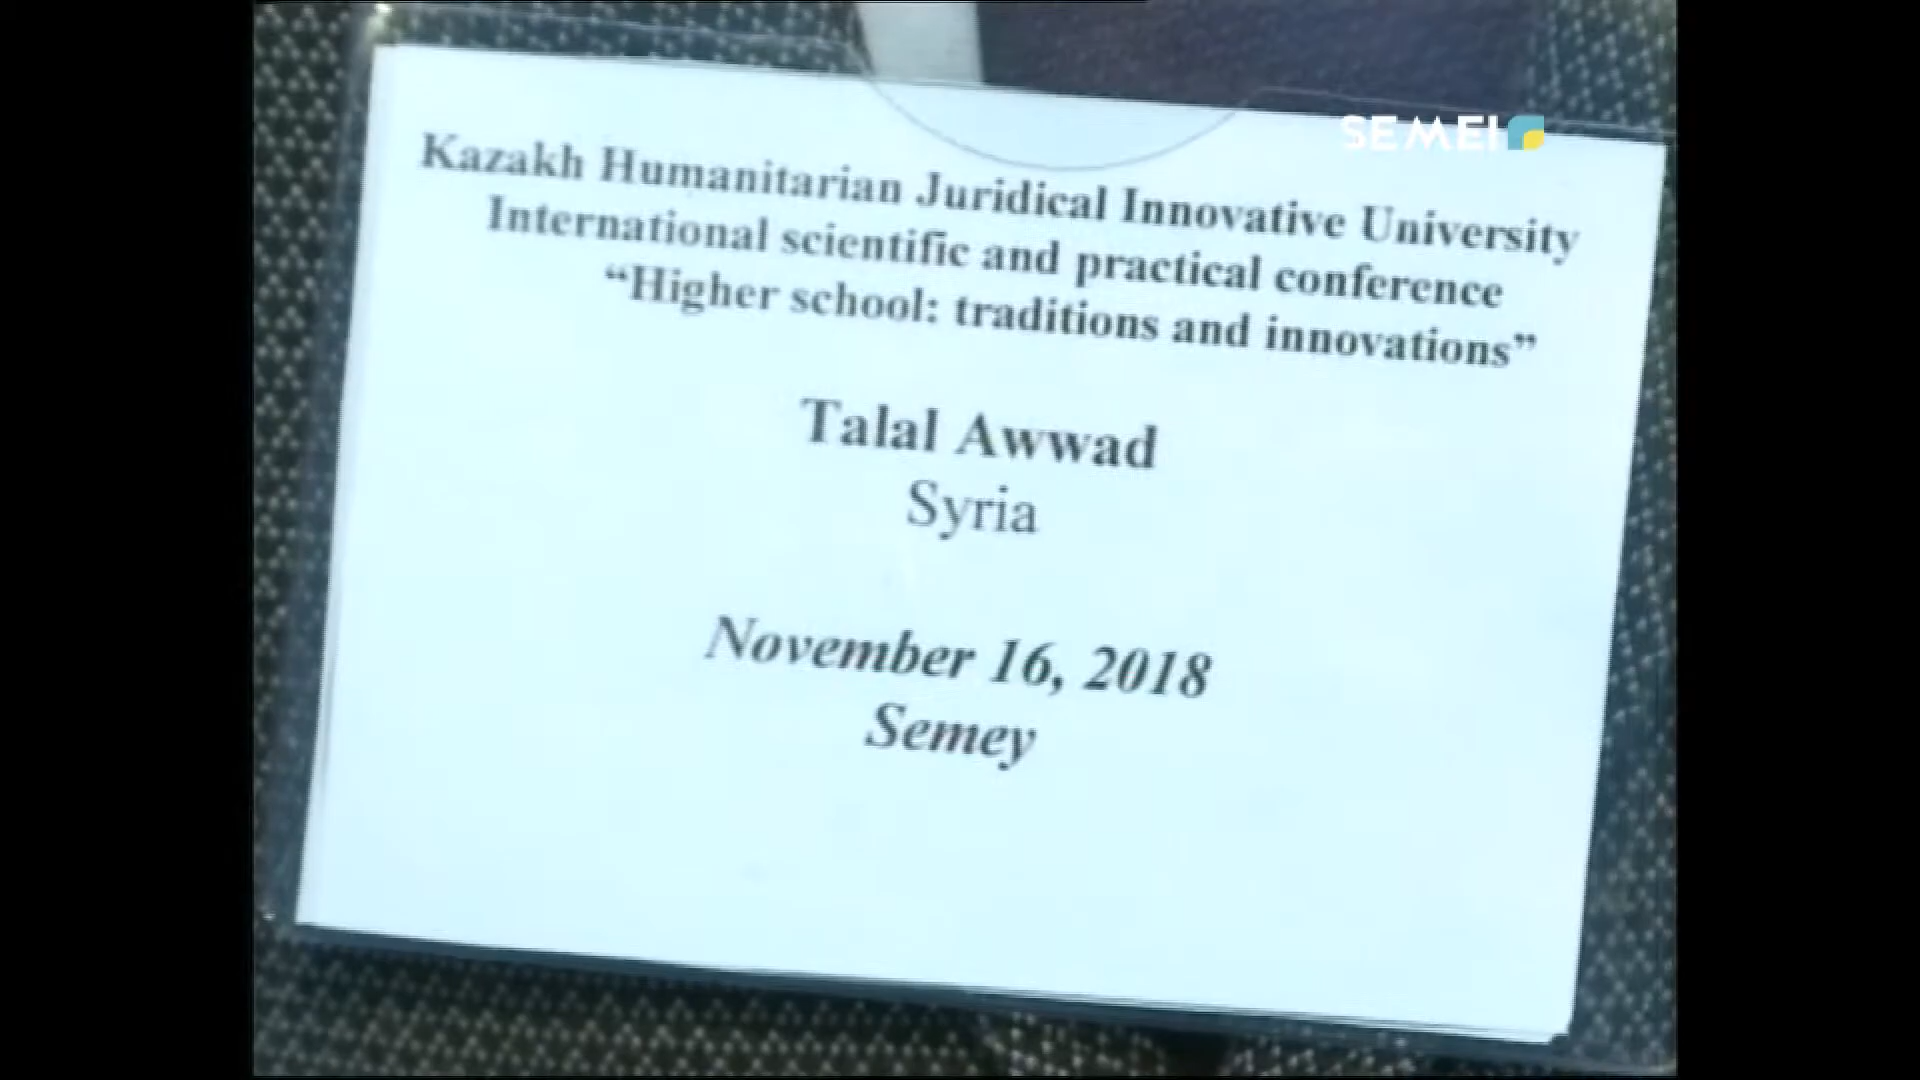 SEMEI
Kazakh Humanitarian Juridical Innovative University
International scientific and practical conference
“Higher school: traditions and innovations”
Talal Awwad
Syria
November 16, 2018
Semey